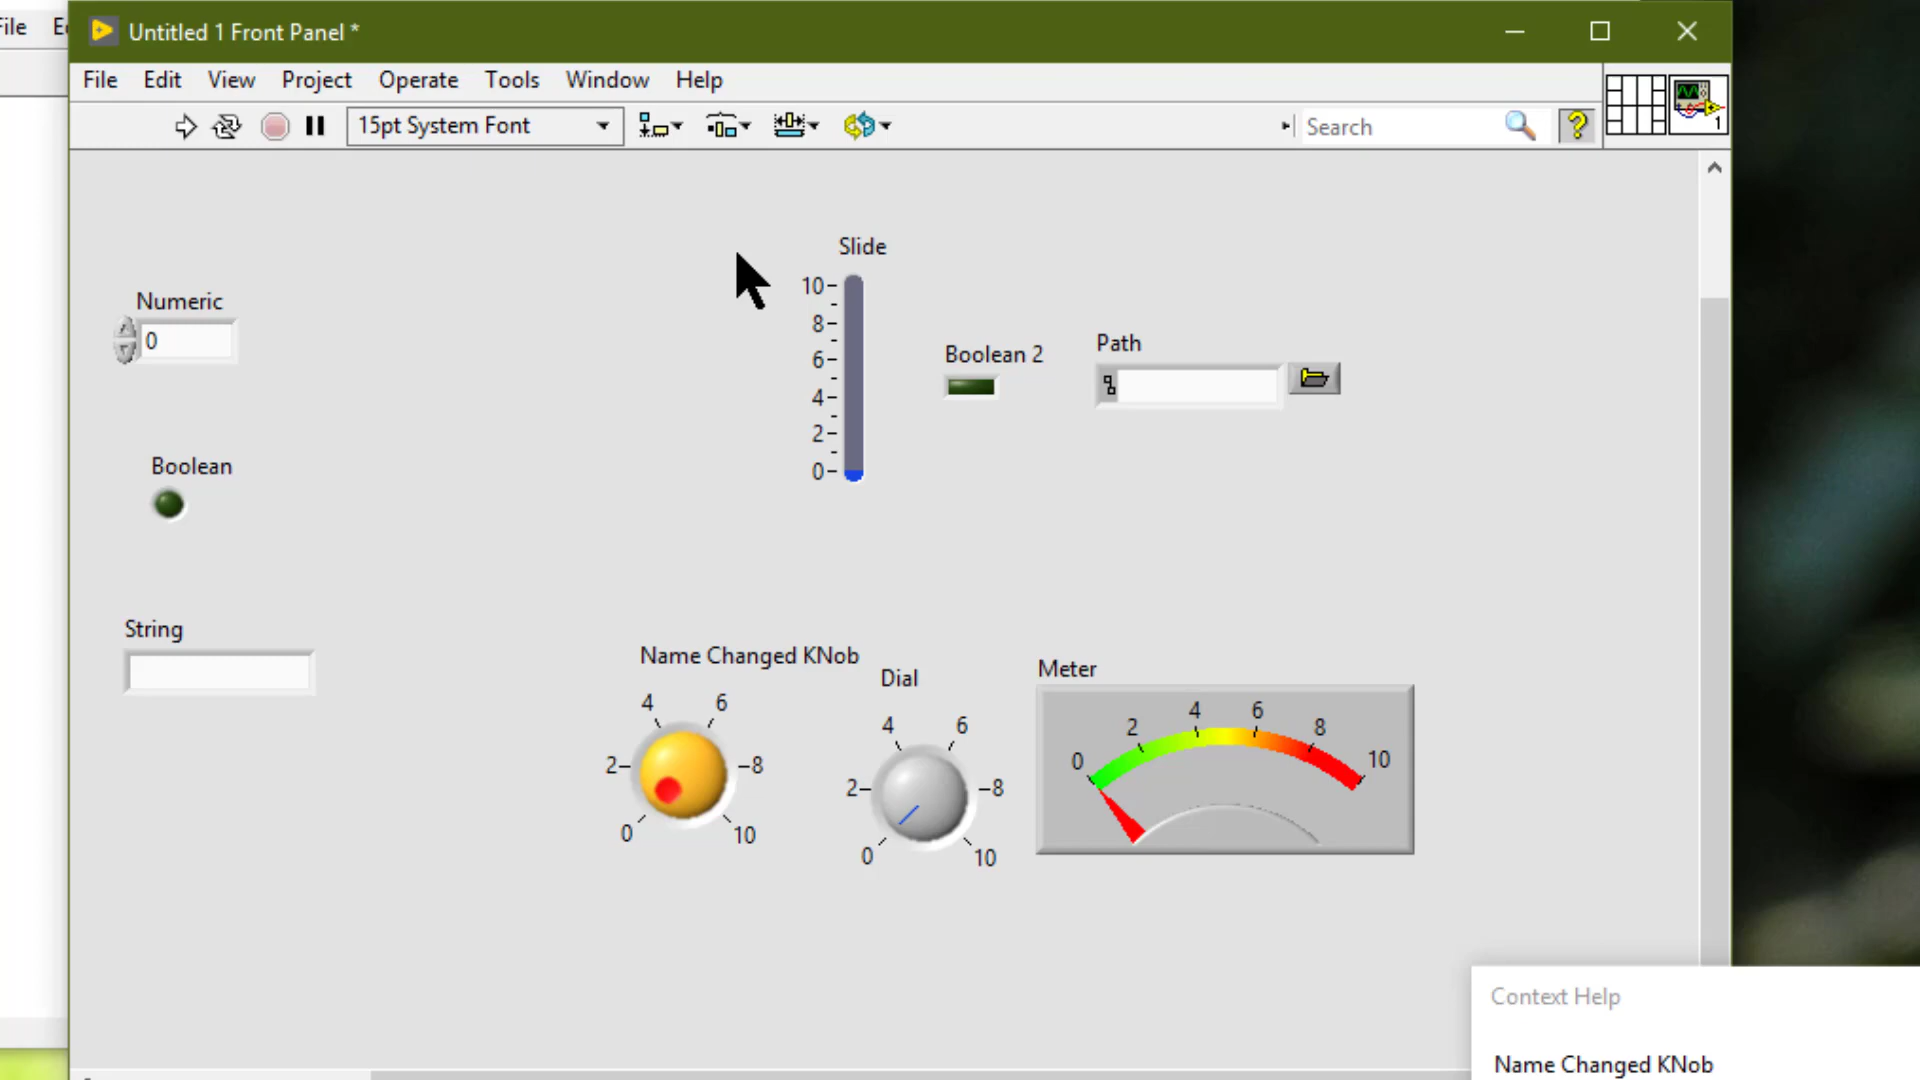 File
Untitled 1 Front Panel *
File Edit View Project Operate Tools Window Help
15pt System Font
Search
?
1
Slide
10
8
6
4
2
0
Numeric
0
Boolean 2
Path
Boolean
String
Name Changed KNob
4 6
2 8
0 10
Dial
4 6
2 8
0 10
Meter
0 2 4 6 8 10
Context Help
Name Changed KNob